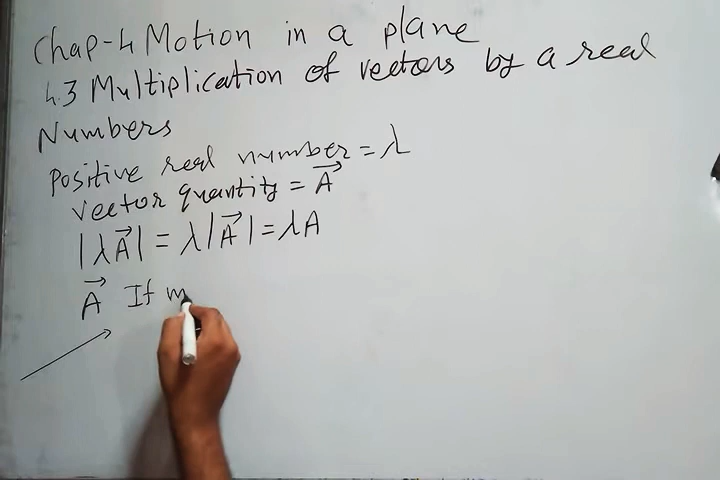 Chap-4 Motion in a plane
4.3 Multiplication of vectors by a real
Numbers
Positive real number = λ
vector quantity = A⃗
|λA⃗| = λ|A⃗| = λA
A⃗ If m